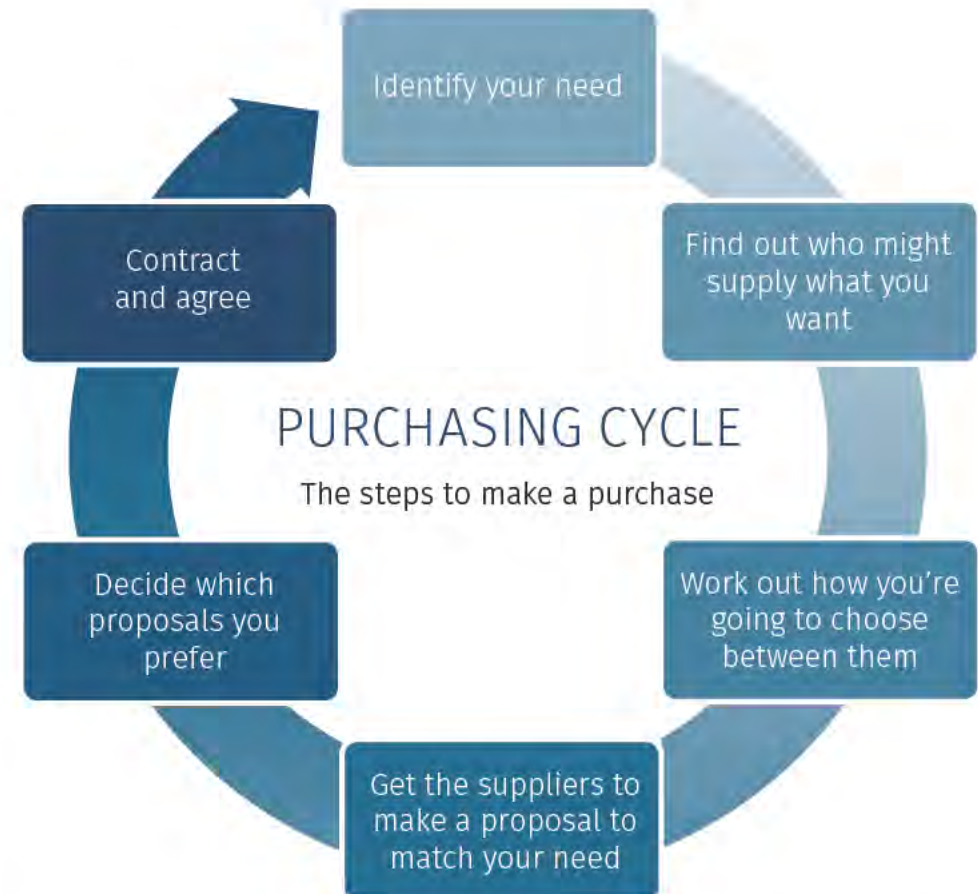 Identify your need
Find out who might
supply what you
want
Work out how you're
going to choose
between them
Get the suppliers to
make a proposal to
match your need
Decide which
proposals you
prefer
Contract
and agree
PURCHASING CYCLE
The steps to make a purchase